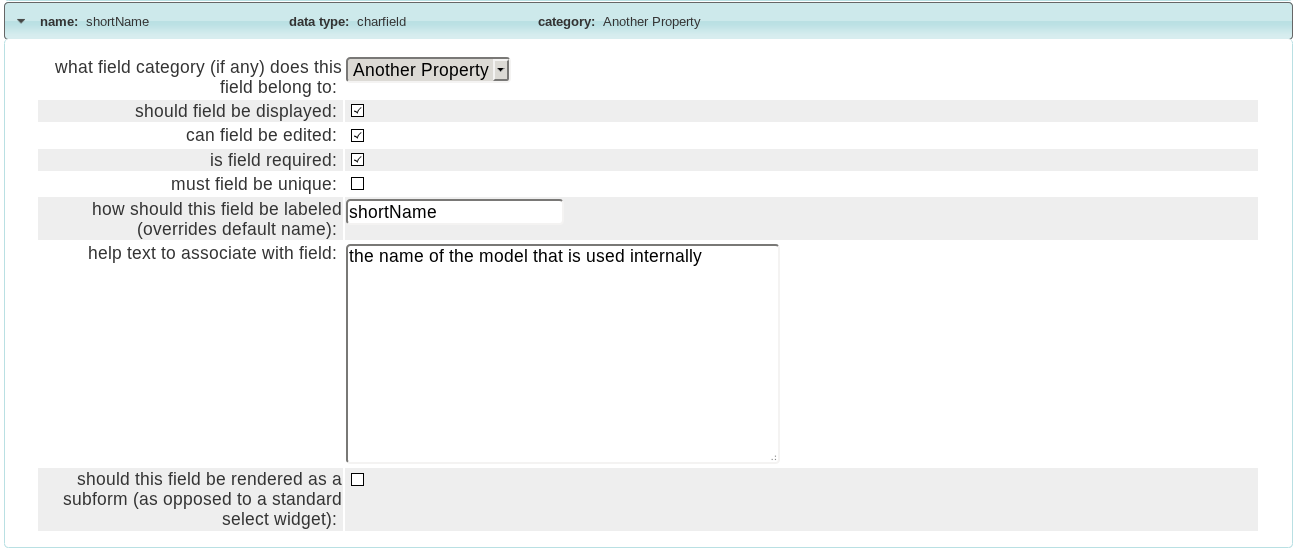 name: shortName data type: charfield category: Another Property
what field category (if any) does this Another Property
field belong to:
should field be displayed:
can field be edited:
is field required:
must field be unique:
how should this field be labeled shortName
(overrides default name):
help text to associate with field: the name of the model that is used internally
should this field be rendered as a
subform (as opposed to a standard
select widget):